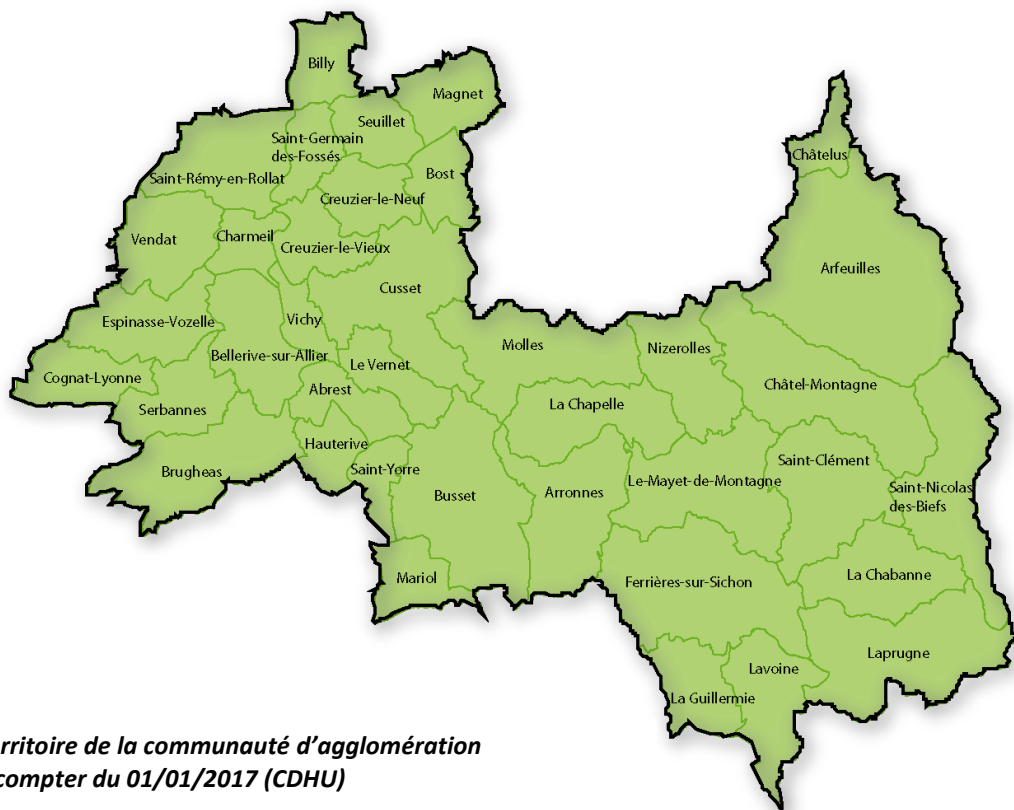 Billy
Magnet
Seuillet
Saint-Germain
des-Fossés
Châtelus
Bost
Saint-Rémy-en-Rollat
Creuzier-le-Neuf
Vendat
Charmeil
Creuzier-le-Vieux
Arfeuilles
Cusset
Espinasse-Vozelle
Vichy
Molles
Nizerolles
Bellerive-sur-Allier
Le Vernet
Cognat-Lyonne
Châtel-Montagne
Abrest
La Chapelle
Serbannes
Hauterive
Saint-Clément
Brugheas
Saint-Yorre
Le-Mayet-de-Montagne
Busset
Arronnes
Saint-Nicolas
des-Biefs
Mariol
Ferrières-sur-Sichon
La Chabanne
Laprugne
Lavoine
La Guillermie
rritoire de la communauté d'agglomération
compter du 01/01/2017 (CDHU)